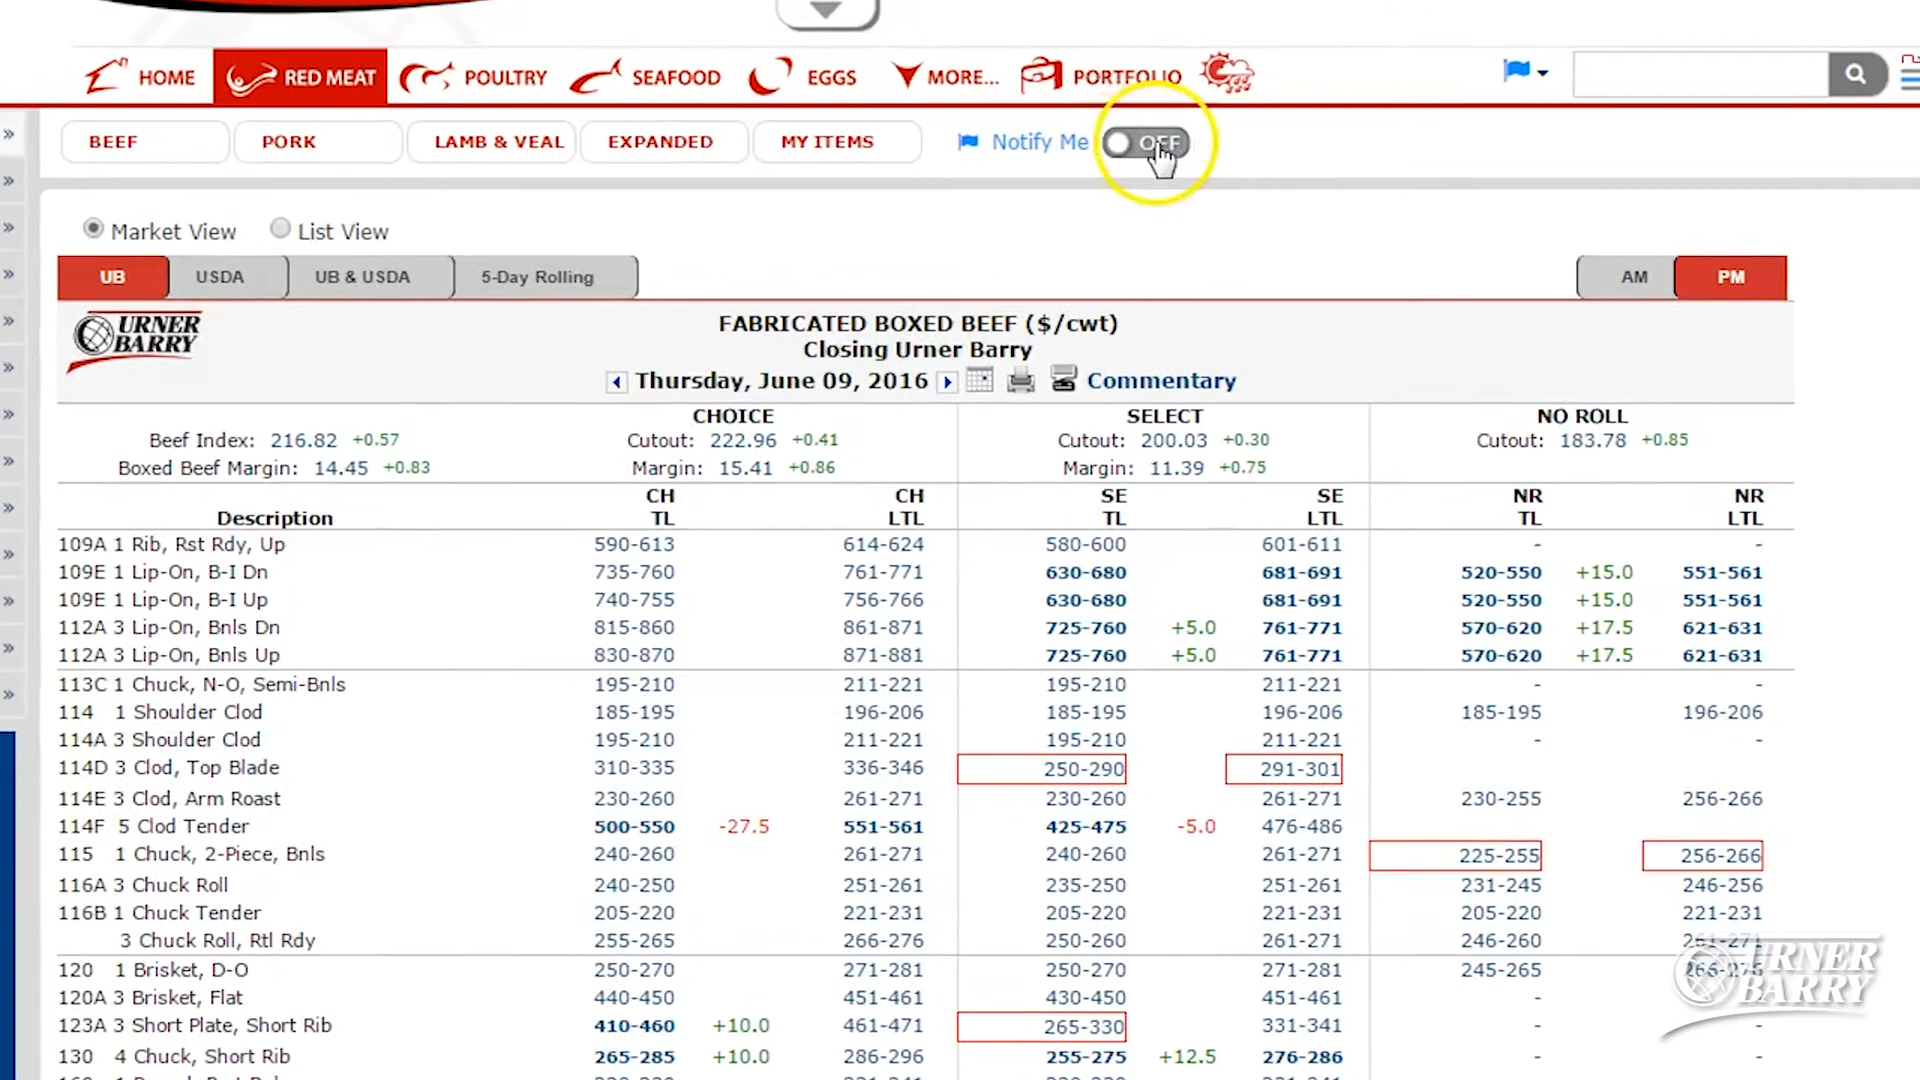 HOME RED MEAT POULTRY SEAFOOD EGGS MORE... PORTFOLIO
BEEF PORK LAMB & VEAL EXPANDED MY ITEMS Notify Me OFF
Market View List View
UB USDA UB & USDA 5-Day Rolling AM PM
URNER BARRY
FABRICATED BOXED BEEF ($/cwt)
Closing Urner Barry
Thursday, June 09, 2016 Commentary
CHOICE SELECT NO ROLL
Beef Index: 216.82 +0.57 Cutout: 222.96 +0.41 Cutout: 200.03 +0.30 Cutout: 183.78 +0.85
Boxed Beef Margin: 14.45 +0.83 Margin: 15.41 +0.86 Margin: 11.39 +0.75
CH CH SE SE NR NR
Description TL LTL TL LTL TL LTL
109A 1 Rib, Rst Rdy, Up 590-613 614-624 580-600 601-611 - -
109E 1 Lip-On, B-I Dn 735-760 761-771 630-680 681-691 520-550 +15.0 551-561
109E 1 Lip-On, B-I Up 740-755 756-766 630-680 681-691 520-550 +15.0 551-561
112A 3 Lip-On, Bnls Dn 815-860 861-871 725-760 +5.0 761-771 570-620 +17.5 621-631
112A 3 Lip-On, Bnls Up 830-870 871-881 725-760 +5.0 761-771 570-620 +17.5 621-631
113C 1 Chuck, N-O, Semi-Bnls 195-210 211-221 195-210 211-221 - -
114 1 Shoulder Clod 185-195 196-206 185-195 196-206 185-195 196-206
114A 3 Shoulder Clod 195-210 211-221 195-210 211-221 - -
114D 3 Clod, Top Blade 310-335 336-346 250-290 291-301
114E 3 Clod, Arm Roast 230-260 261-271 230-260 261-271 230-255 256-266
114F 5 Clod Tender 500-550 -27.5 551-561 425-475 -5.0 476-486
115 1 Chuck, 2-Piece, Bnls 240-260 261-271 240-260 261-271 225-255 256-266
116A 3 Chuck Roll 240-250 251-261 235-250 251-261 231-245 246-256
116B 1 Chuck Tender 205-220 221-231 205-220 221-231 205-220 221-231
3 Chuck Roll, Rtl Rdy 255-265 266-276 250-260 261-271 246-260 261-271
120 1 Brisket, D-O 250-270 271-281 250-270 271-281 245-265 266-276
120A 3 Brisket, Flat 440-450 451-461 430-450 451-461 - -
123A 3 Short Plate, Short Rib 410-460 +10.0 461-471 265-330 331-341 - -
130 4 Chuck, Short Rib 265-285 +10.0 286-296 255-275 +12.5 276-286 - -
URNER BARRY